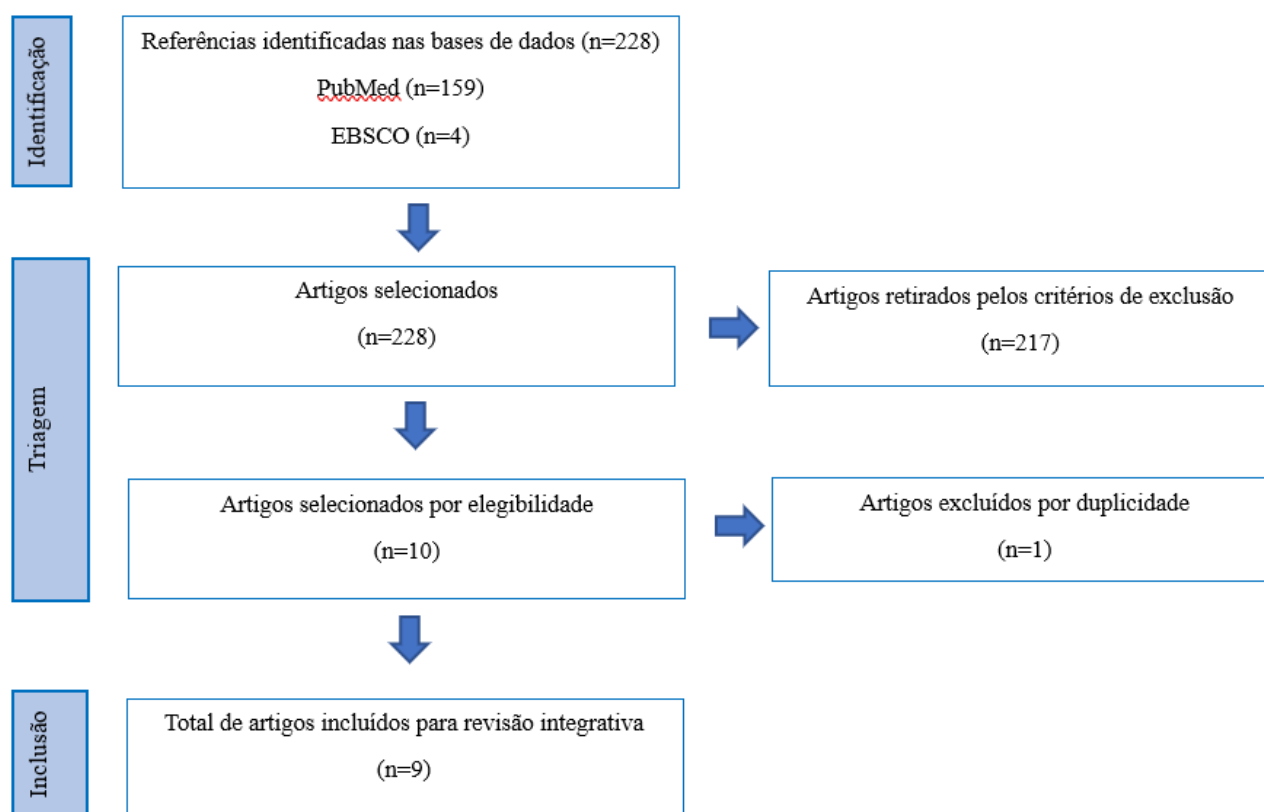 Identificação
Referências identificadas nas bases de dados (n=228)
PubMed (n=159)
EBSCO (n=4)
Triagem
Artigos selecionados
(n=228)
Artigos retirados pelos critérios de exclusão
(n=217)
Artigos selecionados por elegibilidade
(n=10)
Artigos excluídos por duplicidade
(n=1)
Inclusão
Total de artigos incluídos para revisão integrativa
(n=9)